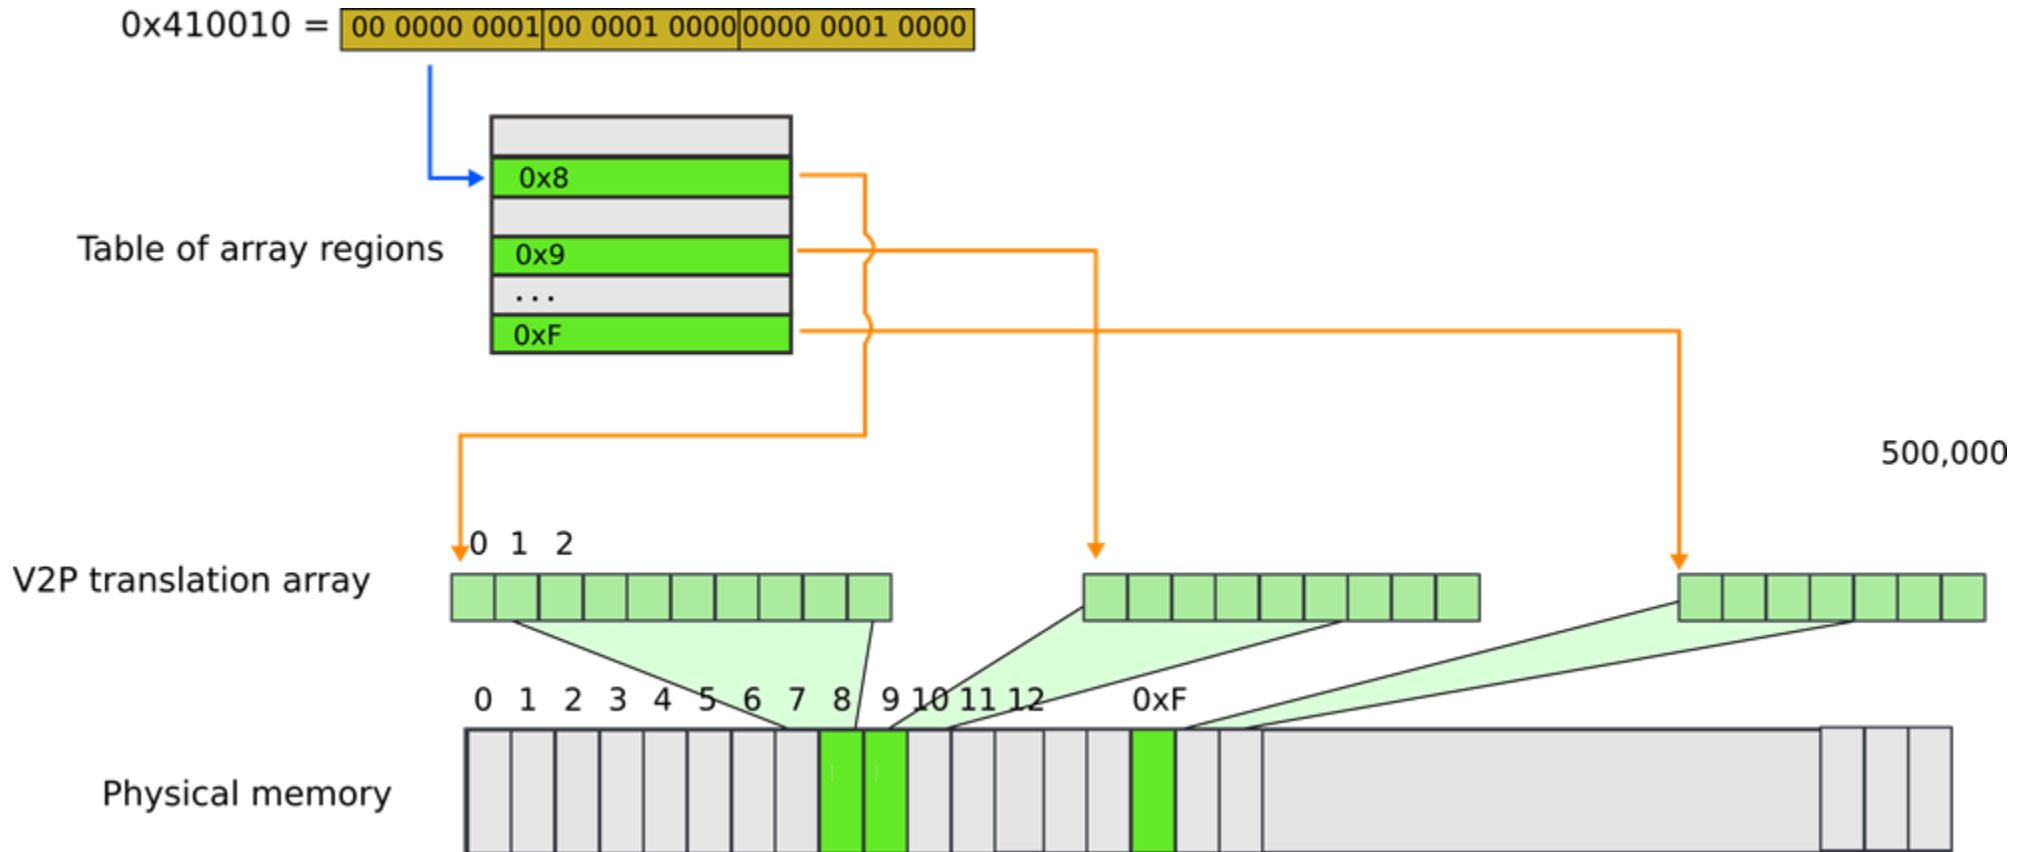 0x410010 = 00 0000 0001 00 0001 0000 0000 0001 0000
0x8
Table of array regions
0x9
...
0xF
500,000
0 1 2
V2P translation array
0 1 2 3 4 5 6 7 8 9 10 11 12 0xF
Physical memory